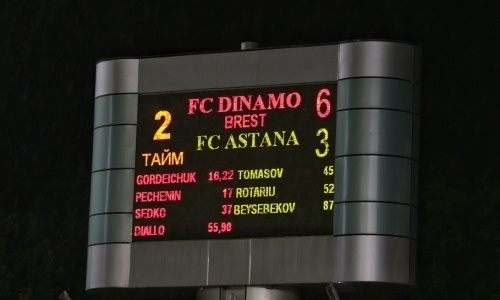 FC DINAMO 6
BREST
2 FC ASTANA 3
ТАЙМ
GORDEICHUK 16,22 TOMASOV 45
PECHENIN 17 ROTARIU 52
SEDKO 37 BEYSEBEKOV 87
DIALLO 55,90